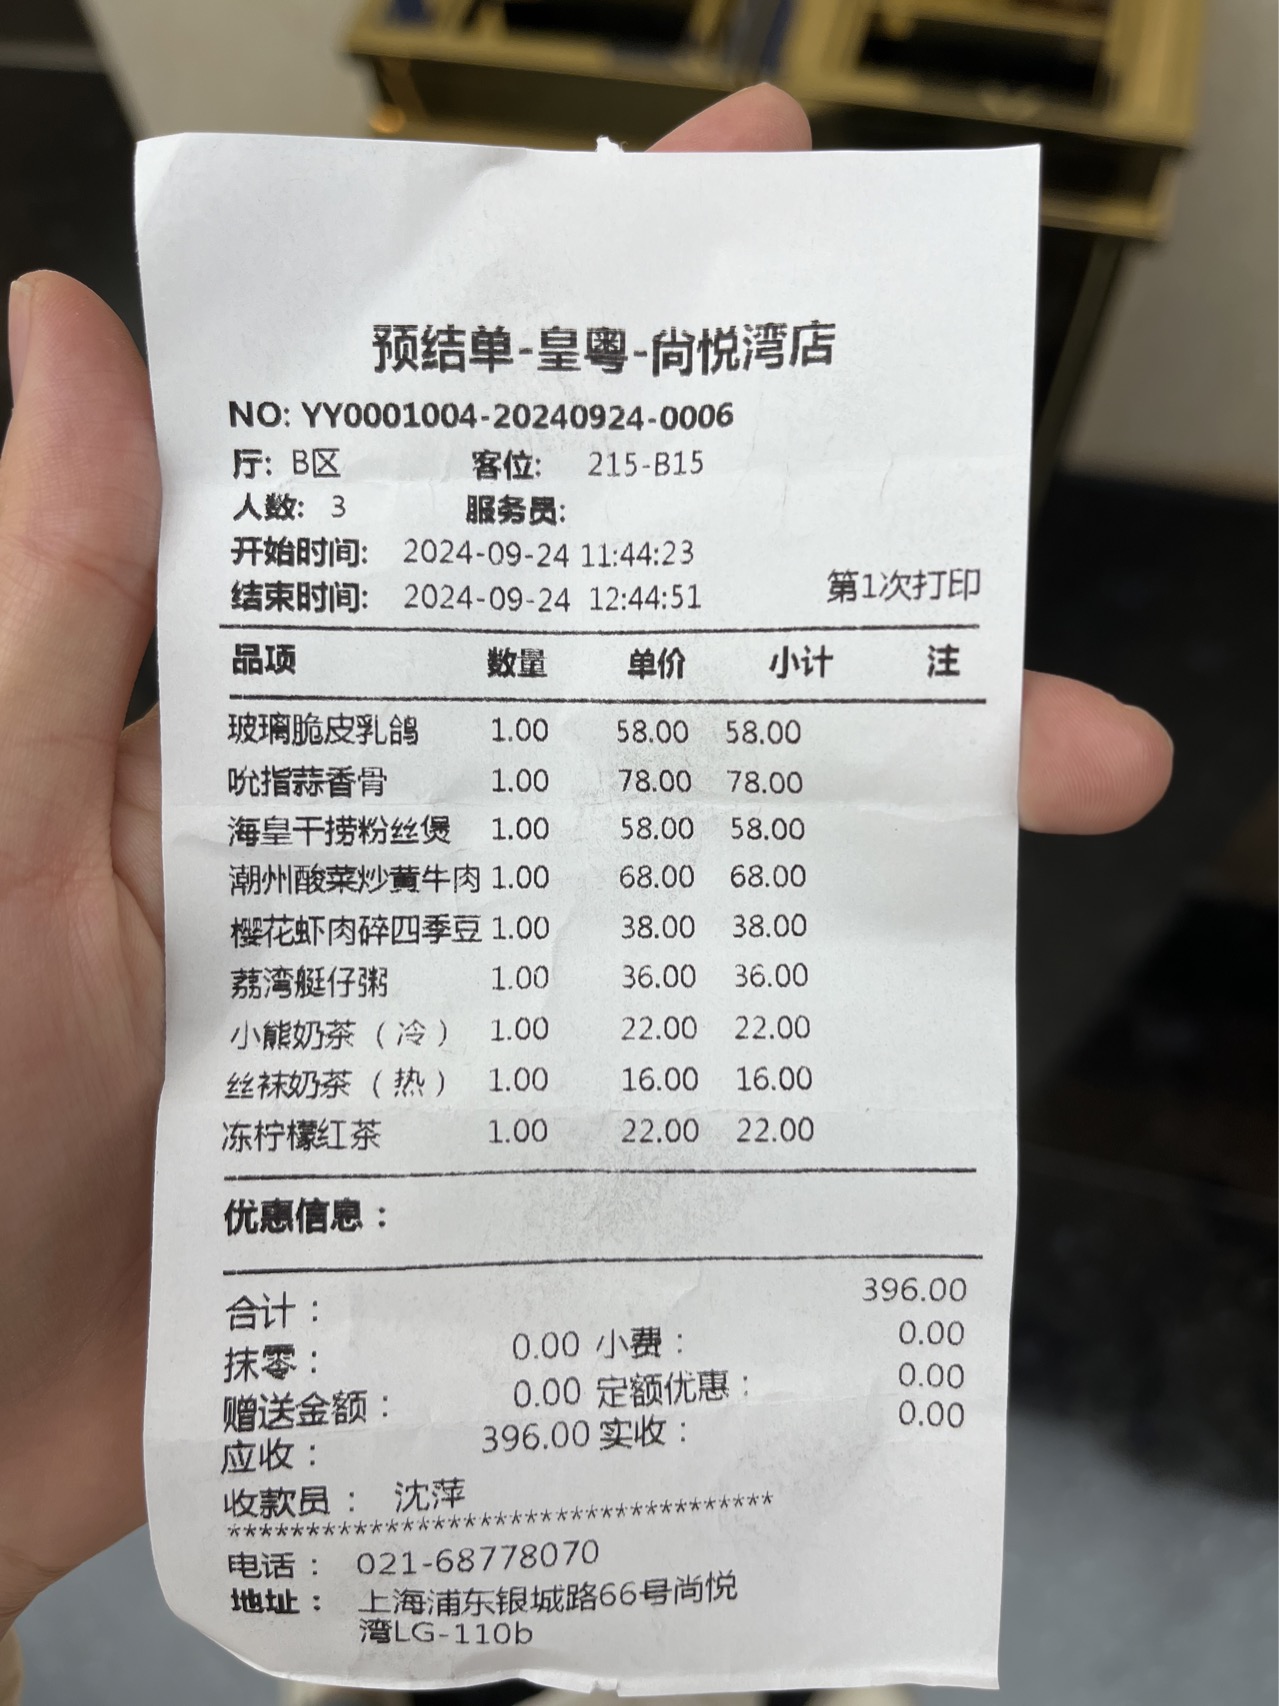 预结单-皇粤-尚悦湾店
NO: YY0001004-20240924-0006
厅: B区 客位: 215-B15
人数: 3 服务员:
开始时间: 2024-09-24 11:44:23
结束时间: 2024-09-24 12:44:51 第1次打印
品项 数量 单价 小计 注
玻璃脆皮乳鸽 1.00 58.00 58.00
吮指蒜香骨 1.00 78.00 78.00
海皇干捞粉丝煲 1.00 58.00 58.00
潮州酸菜炒黄牛肉 1.00 68.00 68.00
樱花虾肉碎四季豆 1.00 38.00 38.00
荔湾艇仔粥 1.00 36.00 36.00
小熊奶茶（冷） 1.00 22.00 22.00
丝袜奶茶（热） 1.00 16.00 16.00
冻柠檬红茶 1.00 22.00 22.00
优惠信息：
合计： 396.00
抹零： 0.00 小费： 0.00
赠送金额： 0.00 定额优惠： 0.00
应收： 396.00 实收： 0.00
收款员： 沈萍
***********************************
电话： 021-68778070
地址： 上海浦东银城路66号尚悦
湾LG-110b